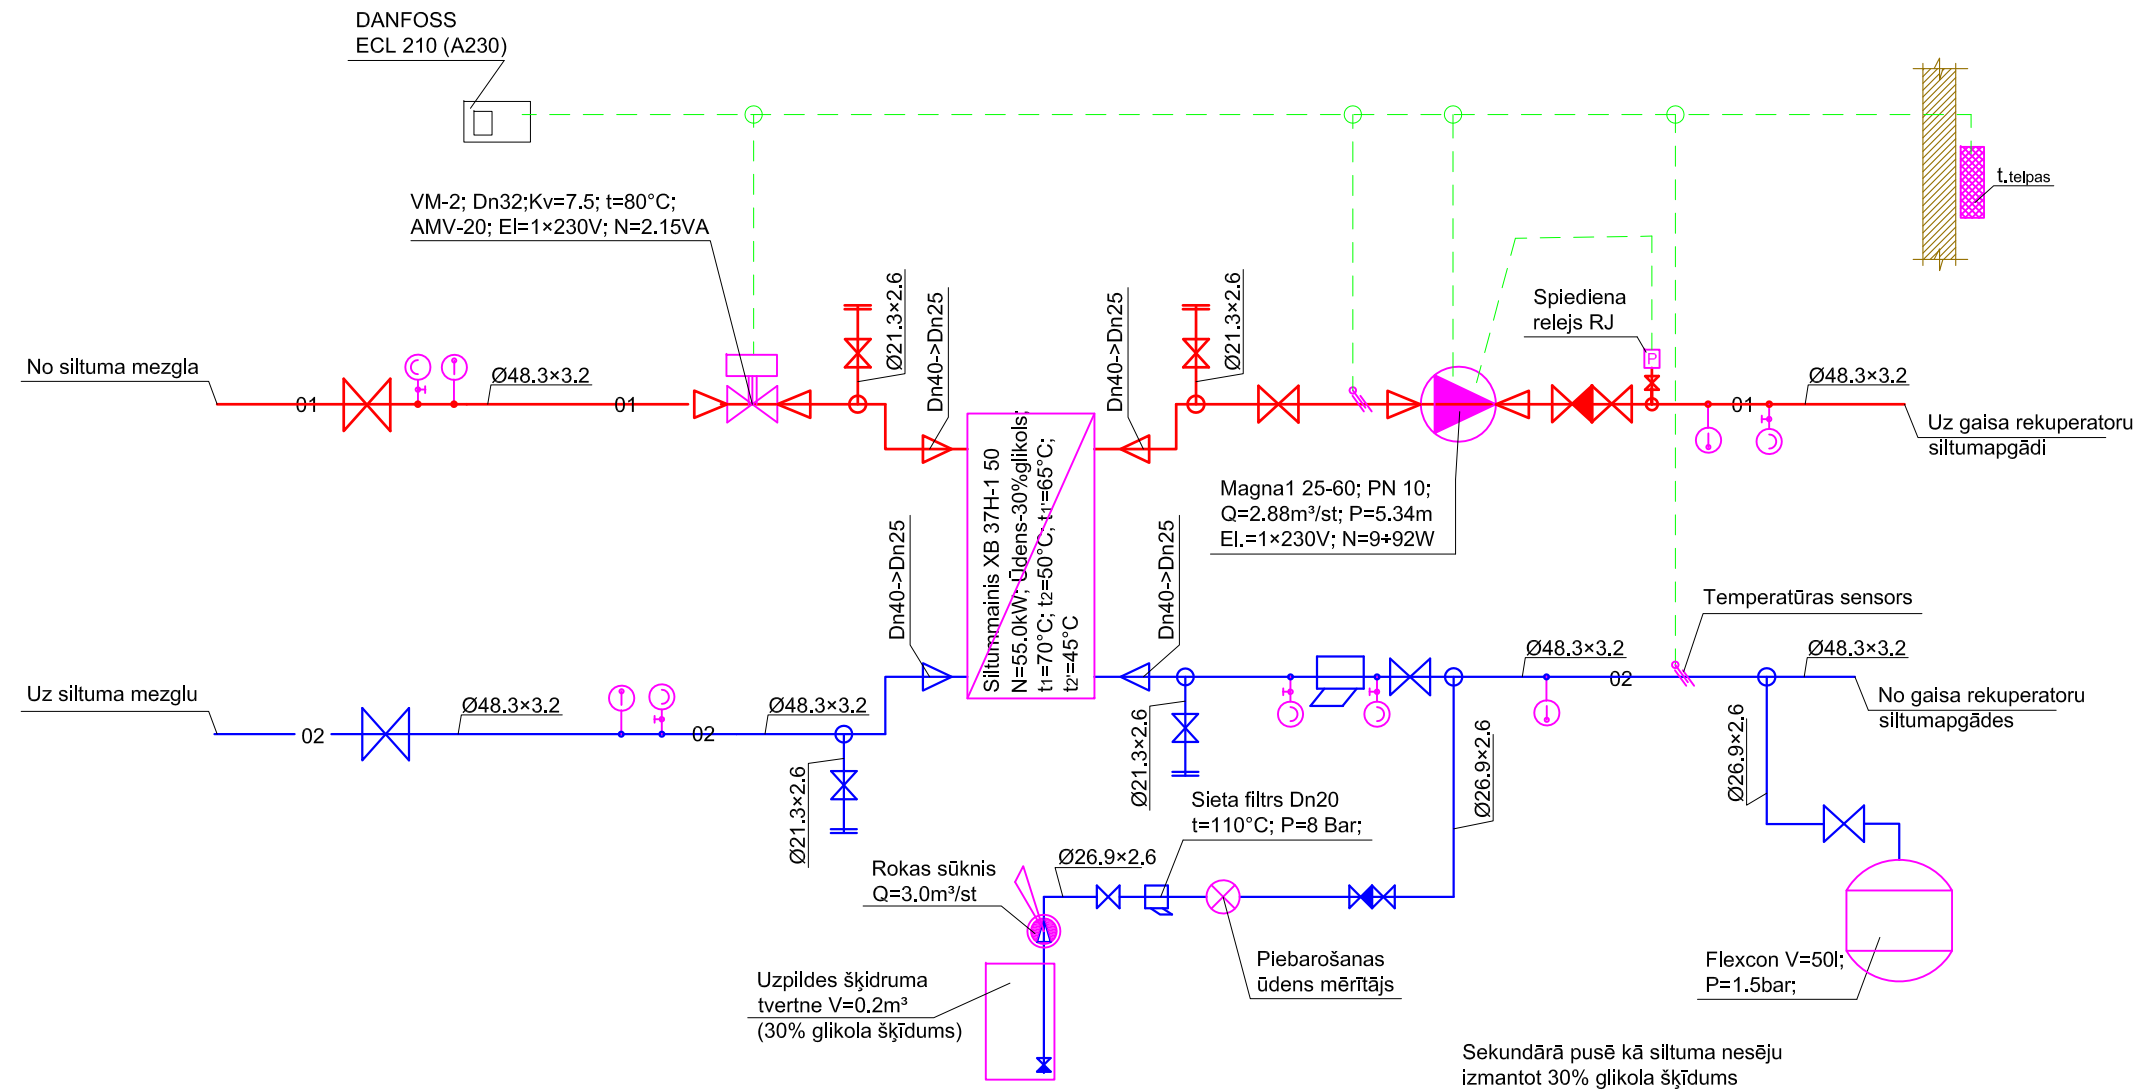 DANFOSS
ECL 210 (A230)
t.telpas
VM-2; Dn32;Kv=7.5; t=80°C;
AMV-20; El=1×230V; N=2.15VA
Ø21.3×2.6
Dn40->Dn25
Dn40->Dn25
Ø21.3×2.6
Spiediena
relejs RJ
P
No siltuma mezgla
01
Ø48.3×3.2
01
01
Ø48.3×3.2
Uz gaisa rekuperatoru
siltumapgādi
Siltummainis XB 37H-1 50
N=55.0kW; Ūdens-30%glikols;
t1=70°C; t2=50°C; t1'=65°C;
t2'=45°C
Magna1 25-60; PN 10;
Q=2.88m³/st; P=5.34m
El.=1×230V; N=9÷92W
Dn40->Dn25
Dn40->Dn25
Temperatūras sensors
Uz siltuma mezglu
02
Ø48.3×3.2
02
Ø48.3×3.2
Ø48.3×3.2
02
Ø48.3×3.2
No gaisa rekuperatoru
siltumapgādes
Ø21.3×2.6
Ø21.3×2.6
Ø26.9×2.6
Ø26.9×2.6
Sieta filtrs Dn20
t=110°C; P=8 Bar;
Rokas sūknis
Q=3.0m³/st
Ø26.9×2.6
Uzpildes šķidruma
tvertne V=0.2m³
(30% glikola šķīdums)
Piebarošanas
ūdens mērītājs
Flexcon V=50l;
P=1.5bar;
Sekundārā pusē kā siltuma nesēju
izmantot 30% glikola šķīdums